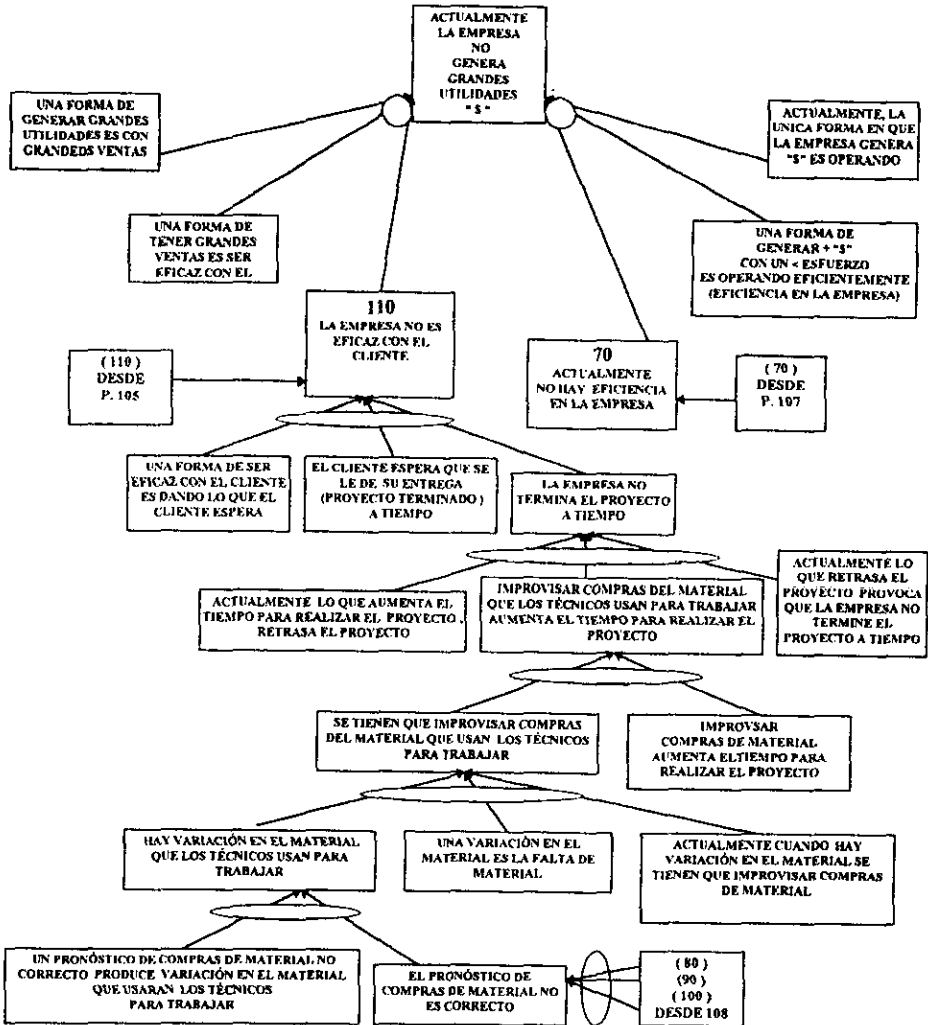 ACTUALMENTE
LA EMPRESA
NO
GENERA
GRANDES
UTILIDADES
"$"
UNA FORMA DE
GENERAR GRANDES
UTILIDADES ES CON
GRANDEDS VENTAS
ACTUALMENTE, LA
UNICA FORMA EN QUE
LA EMPRESA GENERA
"$" ES OPERANDO
UNA FORMA DE
TENER GRANDES
VENTAS ES SER
EFICAZ CON EL
UNA FORMA DE
GENERAR + "$"
CON UN < ESFUERZO
ES OPERANDO EFICIENTEMENTE
(EFICIENCIA EN LA EMPRESA)
110
LA EMPRESA NO ES
EFICAZ CON EL
CLIENTE
70
ACTUALMENTE
NO HAY EFICIENCIA
EN LA EMPRESA
( 110 )
DESDE
P. 105
( 70 )
DESDE
P. 107
UNA FORMA DE SER
EFICAZ CON EL CLIENTE
ES DANDO LO QUE EL
CLIENTE ESPERA
EL CLIENTE ESPERA QUE SE
LE DE SU ENTREGA
(PROYECTO TERMINADO )
A TIEMPO
LA EMPRESA NO
TERMINA EL PROYECTO
A TIEMPO
ACTUALMENTE LO QUE AUMENTA EL
TIEMPO PARA REALIZAR EL PROYECTO ,
RETRASA EL PROYECTO
IMPROVISAR COMPRAS DEL MATERIAL
QUE LOS TÉCNICOS USAN PARA TRABAJAR
AUMENTA EL TIEMPO PARA REALIZAR EL
PROYECTO
ACTUALMENTE LO
QUE RETRASA EL
PROYECTO PROVOCA
QUE LA EMPRESA NO
TERMINE EL
PROYECTO A TIEMPO
SE TIENEN QUE IMPROVISAR COMPRAS
DEL MATERIAL QUE USAN LOS TÉCNICOS
PARA TRABAJAR
IMPROVSAR
COMPRAS DE MATERIAL
AUMENTA ELTIEMPO PARA
REALIZAR EL PROYECTO
HAY VARIACIÓN EN EL MATERIAL
QUE LOS TÉCNICOS USAN PARA
TRABAJAR
UNA VARIACIÓN EN EL
MATERIAL ES LA FALTA DE
MATERIAL
ACTUALMENTE CUANDO HAY
VARIACIÓN EN EL MATERIAL SE
TIENEN QUE IMPROVISAR COMPRAS
DE MATERIAL
UN PRONÓSTICO DE COMPRAS DE MATERIAL NO
CORRECTO PRODUCE VARIACIÓN EN EL MATERIAL
QUE USARAN LOS TÉCNICOS
PARA TRABAJAR
EL PRONÓSTICO DE
COMPRAS DE MATERIAL NO
ES CORRECTO
( 80 )
(90 )
( 100 )
DESDE 108